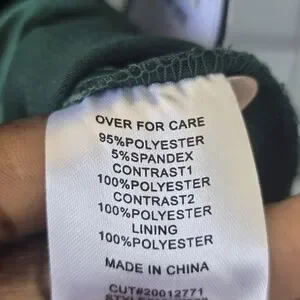 OVER FOR CARE
95%POLYESTER
5%SPANDEX
CONTRAST1
100%POLYESTER
CONTRAST2
100%POLYESTER
LINING
100%POLYESTER
MADE IN CHINA
CUT#20012771